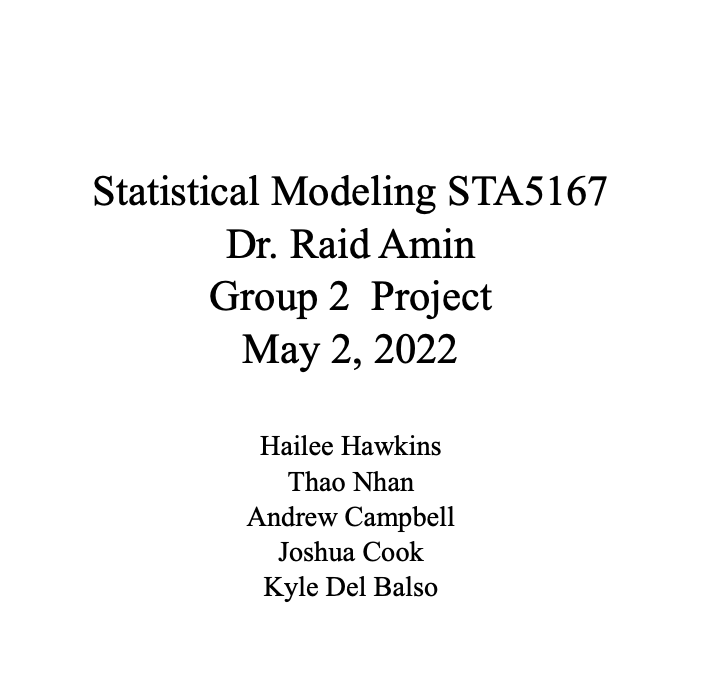 Statistical Modeling STA5167
Dr. Raid Amin
Group 2  Project
May 2, 2022
Hailee Hawkins
Thao Nhan
Andrew Campbell
Joshua Cook
Kyle Del Balso